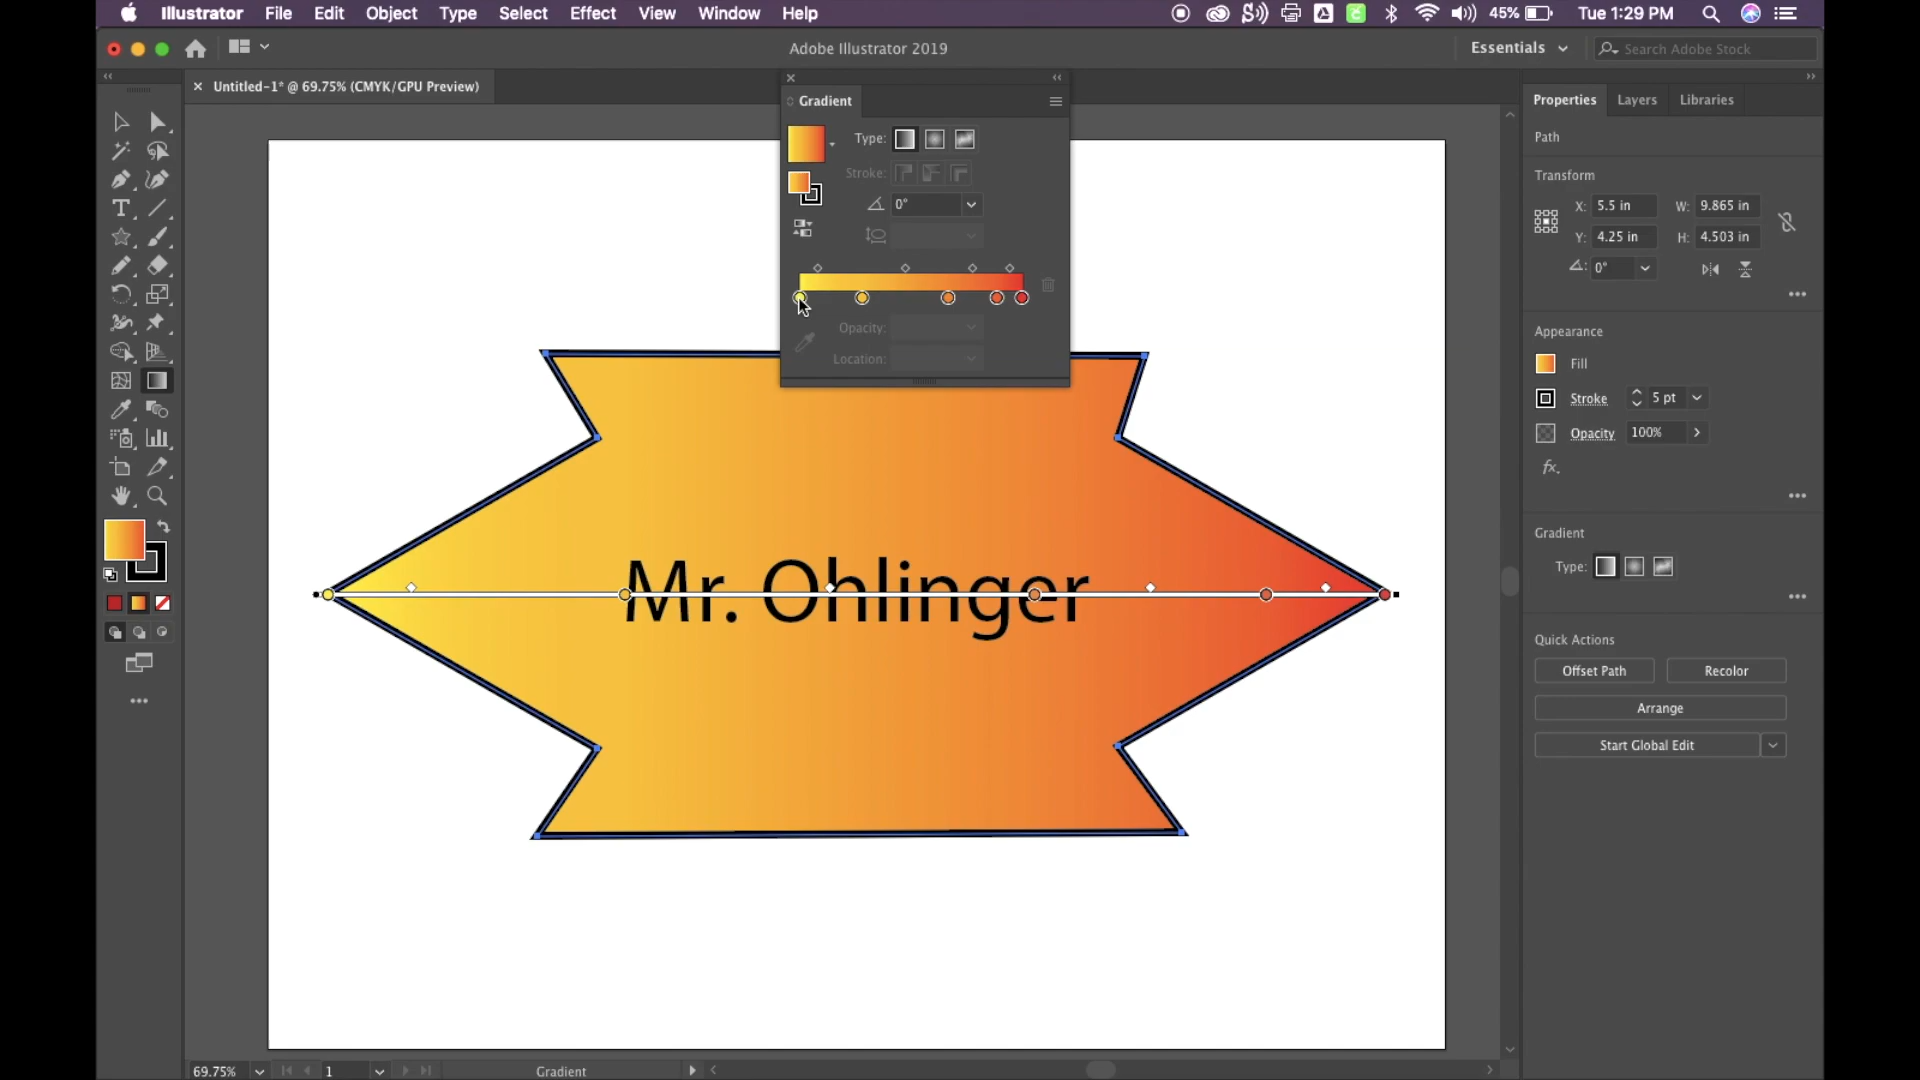 Illustrator File Edit Object Type Select Effect View Window Help 45% Tue 1:29 PM
Adobe Illustrator 2019 Essentials Search Adobe Stock
Untitled-1* @ 69.75% (CMYK/GPU Preview)
Gradient
Type:
Stroke:
0°
Opacity:
Location:
Properties Layers Libraries
Path
Transform
X: 5.5 in W: 9.865 in
Y: 4.25 in H: 4.503 in
0°
Appearance
Fill
Stroke 5 pt
Opacity 100%
fx.
Gradient
Type:
Quick Actions
Offset Path Recolor
Arrange
Start Global Edit
Mr. Ohlinger
69.75% 1 Gradient